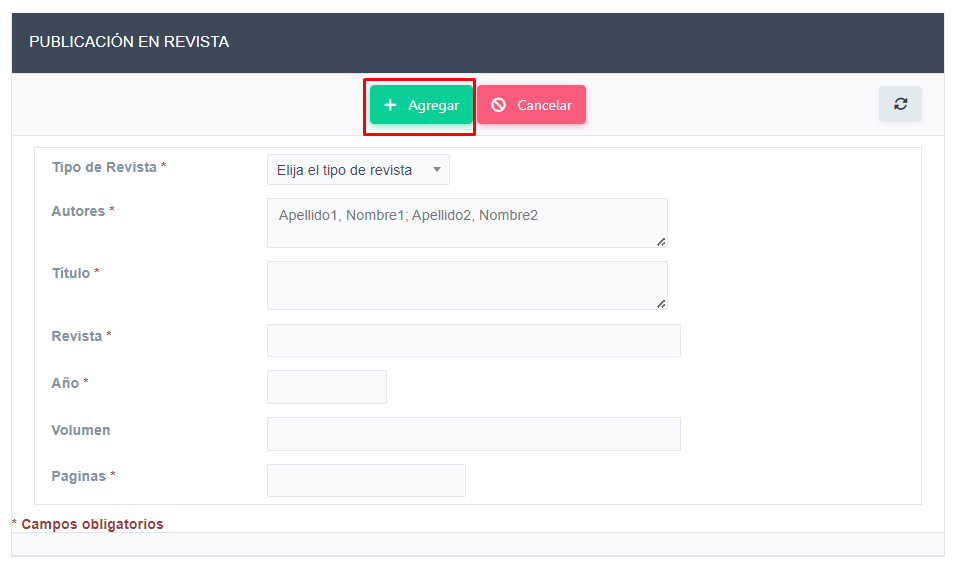 PUBLICACIÓN EN REVISTA
Agregar Cancelar
Tipo de Revista * Elija el tipo de revista
Autores * Apellido1, Nombre1; Apellido2, Nombre2
Título *
Revista *
Año *
Volumen
Paginas *
* Campos obligatorios